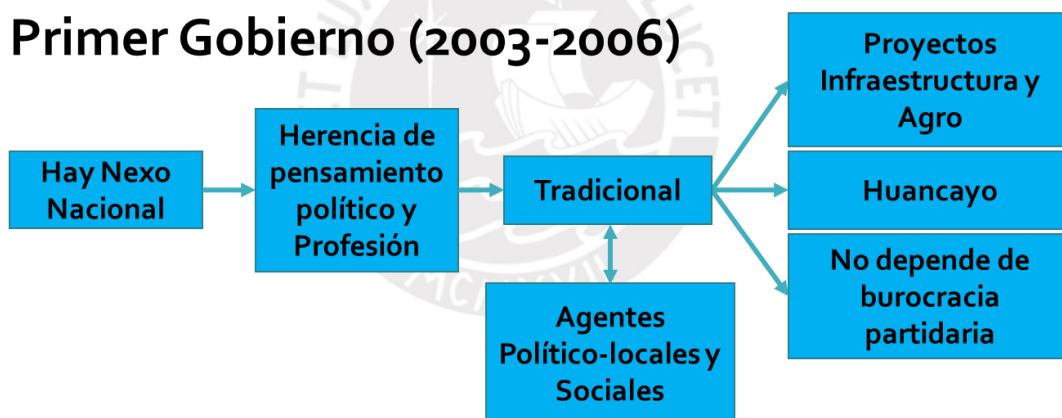 Primer Gobierno (2003-2006)
Hay Nexo
Nacional
Herencia de
pensamiento
político y
Profesión
Tradicional
Agentes
Político-locales y
Sociales
Proyectos
Infraestructura y
Agro
Huancayo
No depende de
burocracia
partidaria